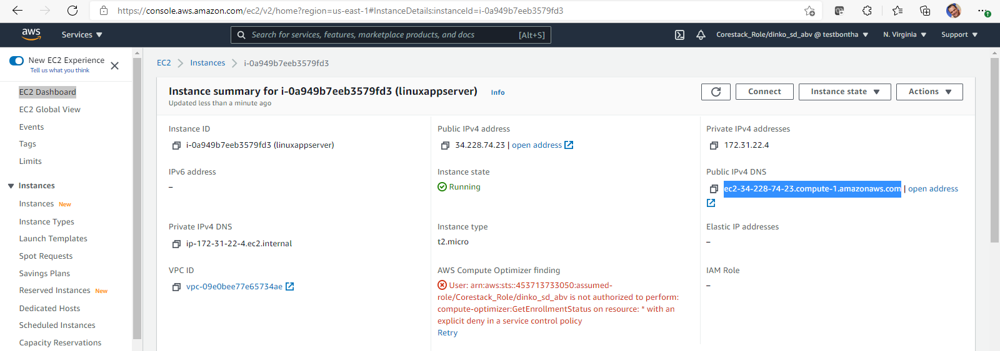 https://console.aws.amazon.com/ec2/v2/home?region=us-east-1#InstanceDetails:instanceId=i-0a949b7eeb3579fd3
aws
Services
Search for services, features, marketplace products, and docs
[Alt+S]
Corestack_Role/dinko_sd_abv @ testbontha
N. Virginia
Support
New EC2 Experience
Tell us what you think
EC2 Dashboard
EC2 Global View
Events
Tags
Limits
Instances
Instances New
Instance Types
Launch Templates
Spot Requests
Savings Plans
Reserved Instances New
Dedicated Hosts
Scheduled Instances
Capacity Reservations
EC2
Instances
i-0a949b7eeb3579fd3
Instance summary for i-0a949b7eeb3579fd3 (linuxappserver)
Info
Updated less than a minute ago
Connect
Instance state
Actions
Instance ID
i-0a949b7eeb3579fd3 (linuxappserver)
Public IPv4 address
34.228.74.23 | open address
Private IPv4 addresses
172.31.22.4
IPv6 address
–
Instance state
Running
Public IPv4 DNS
ec2-34-228-74-23.compute-1.amazonaws.com | open address
Private IPv4 DNS
ip-172-31-22-4.ec2.internal
Instance type
t2.micro
Elastic IP addresses
–
VPC ID
vpc-09e0bee77e65734ae
AWS Compute Optimizer finding
User: arn:aws:sts::453713733050:assumed-
role/Corestack_Role/dinko_sd_abv is not authorized to perform:
compute-optimizer:GetEnrollmentStatus on resource: * with an
explicit deny in a service control policy
Retry
IAM Role
–